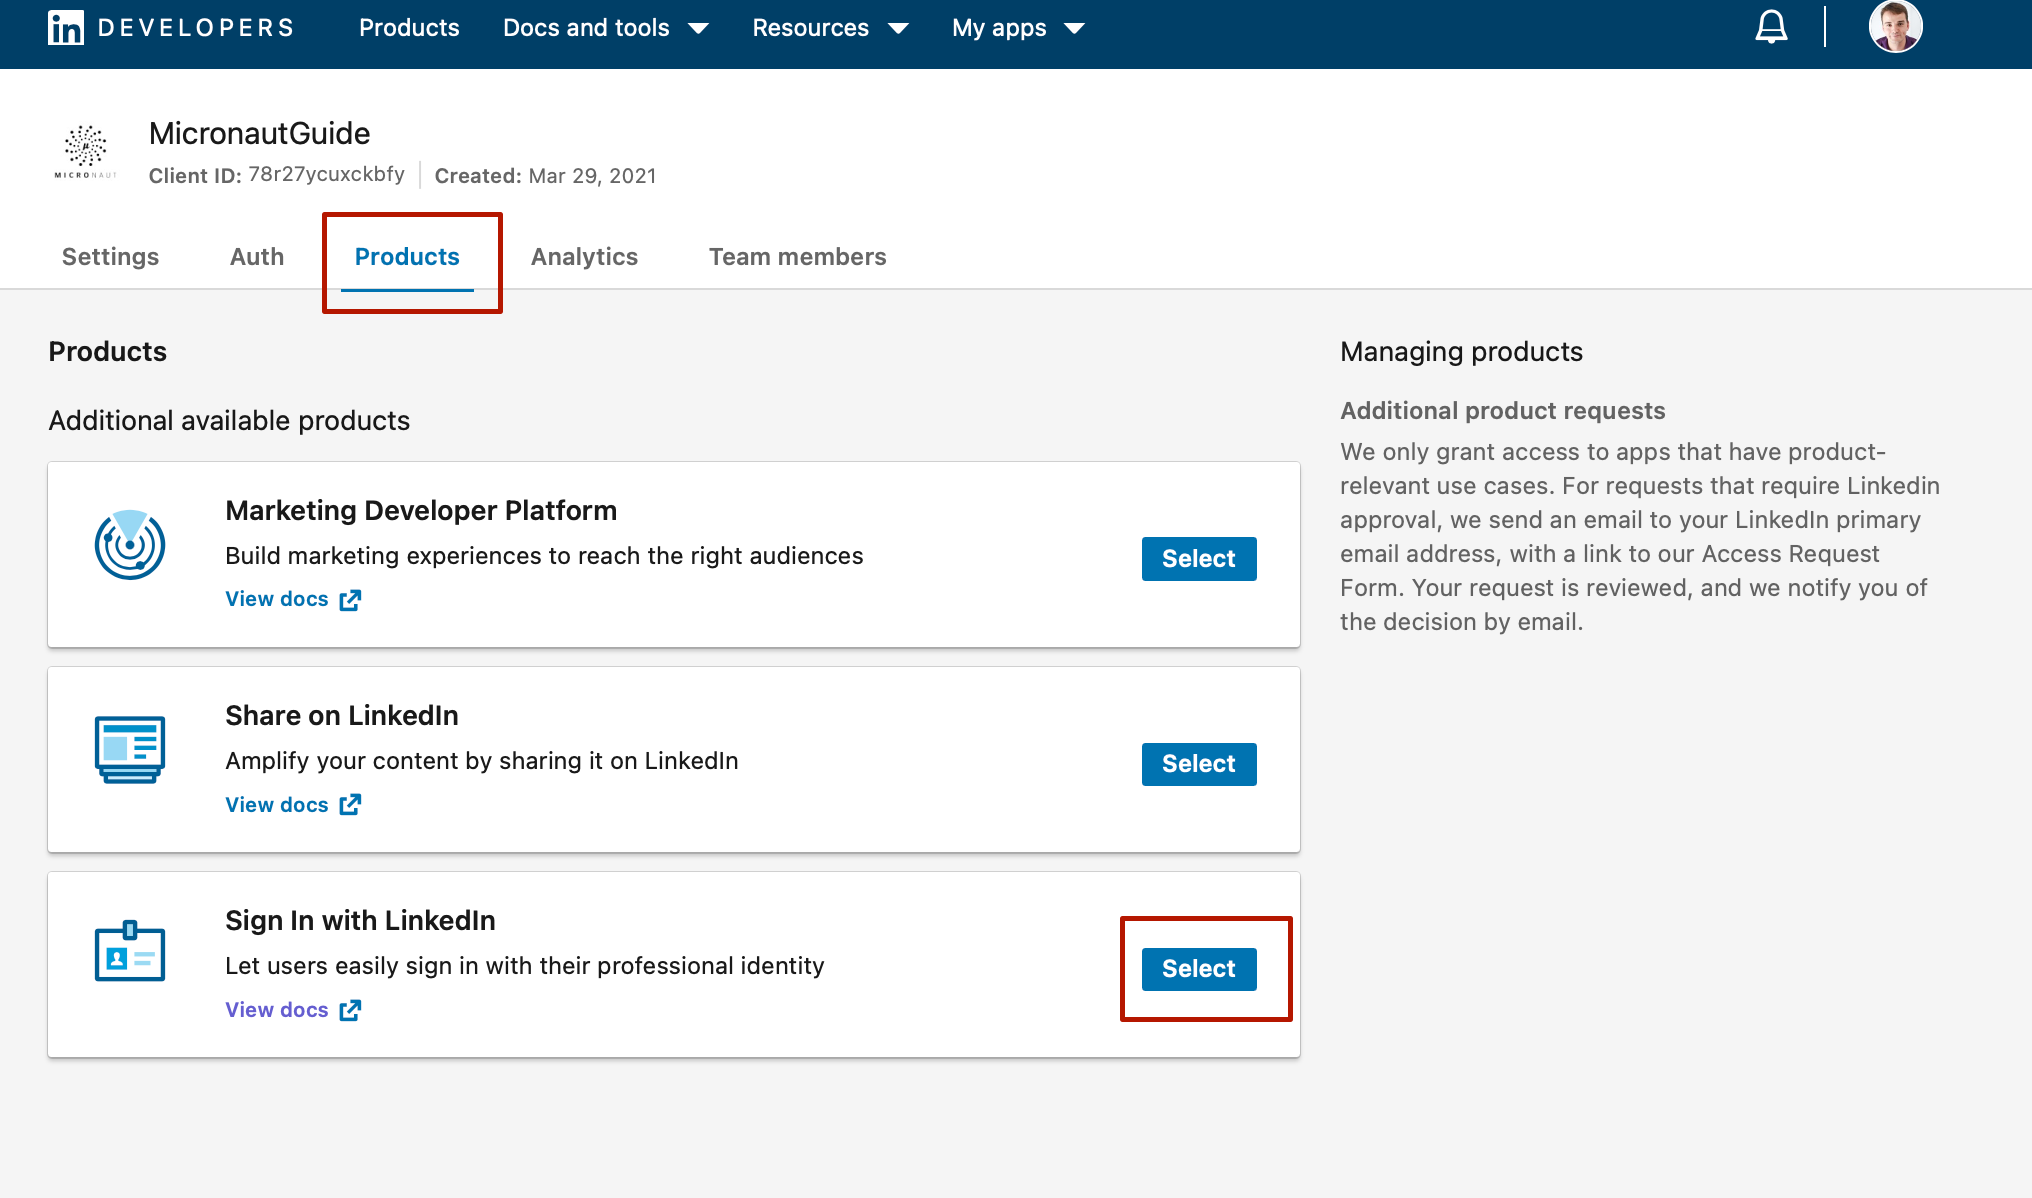 in DEVELOPERS Products Docs and tools Resources My apps
MICRONAUT
MicronautGuide
Client ID: 78r27ycuxckbfy Created: Mar 29, 2021
Settings Auth Products Analytics Team members
Products
Additional available products
Marketing Developer Platform
Build marketing experiences to reach the right audiences
View docs
Select
Share on LinkedIn
Amplify your content by sharing it on LinkedIn
View docs
Select
Sign In with LinkedIn
Let users easily sign in with their professional identity
View docs
Select
Managing products
Additional product requests
We only grant access to apps that have product-
relevant use cases. For requests that require Linkedin
approval, we send an email to your LinkedIn primary
email address, with a link to our Access Request
Form. Your request is reviewed, and we notify you of
the decision by email.